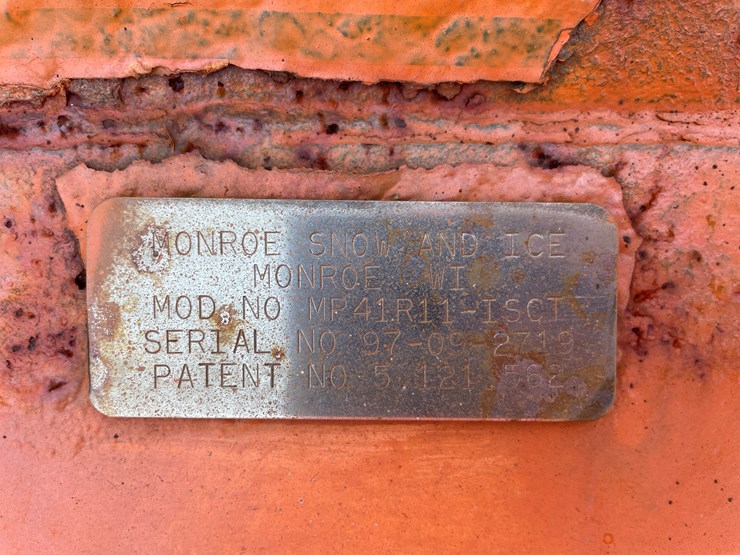 MONROE SNOW AND ICE
MONROE WI.
MOD. NO MP41R11-ISCT
SERIAL NO 97-09-2719
PATENT NO 5,121,562